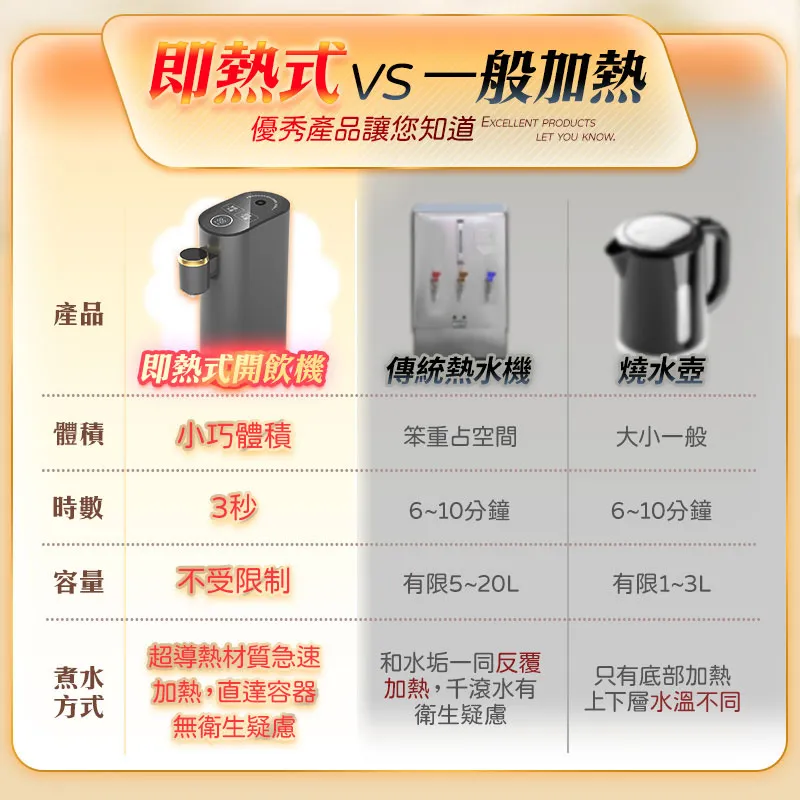 即熱式 VS 一般加熱
優秀產品讓您知道 EXCELLENT PRODUCTS
LET YOU KNOW.
產品
即熱式開飲機 傳統熱水機 燒水壺
體積 小巧體積 笨重占空間 大小一般
時數 3秒 6~10分鐘 6~10分鐘
容量 不受限制 有限5~20L 有限1~3L
煮水
方式
超導熱材質急速
加熱,直達容器
無衛生疑慮
和水垢一同反覆
加熱,千滾水有
衛生疑慮
只有底部加熱
上下層水溫不同